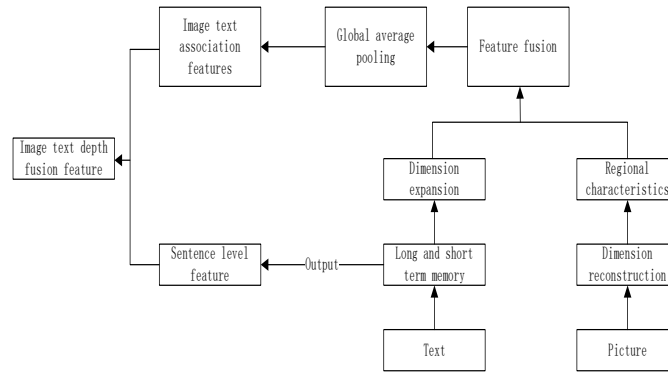 Image text
association
features
Global average
pooling
Feature fusion
Image text depth
fusion feature
Dimension
expansion
Regional
characteristics
Sentence level
feature
Output
Long and short
term memory
Dimension
reconstruction
Text
Picture